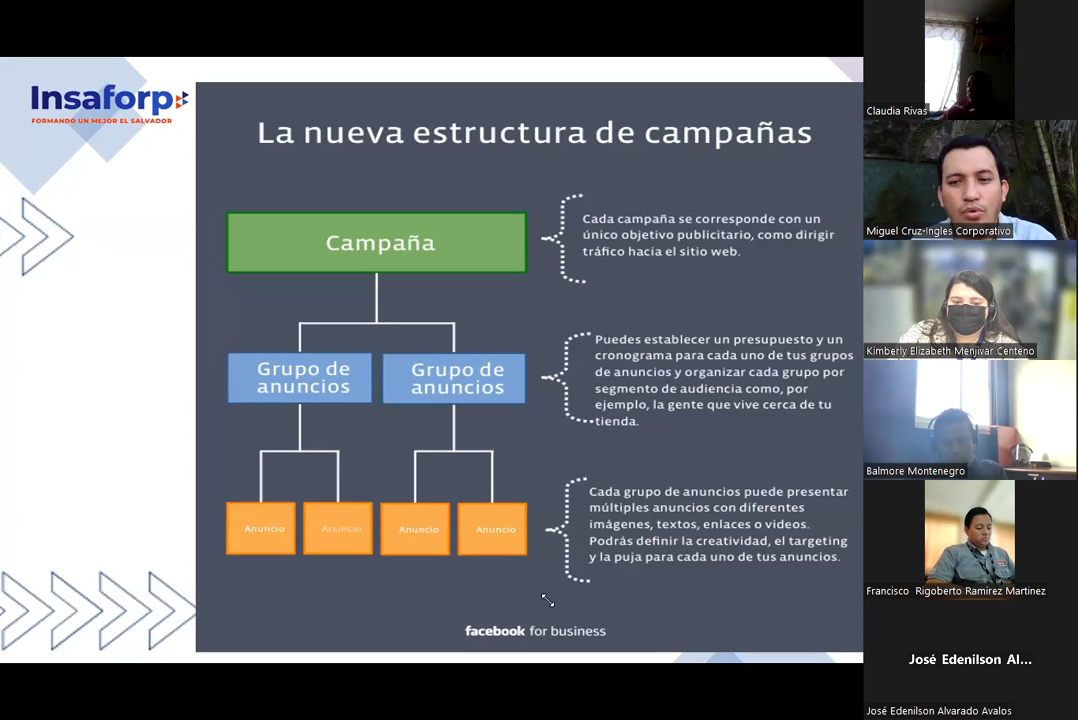 Insaforp
FORMANDO UN MEJOR EL SALVADOR
La nueva estructura de campañas
Campaña
Cada campaña se corresponde con un
único objetivo publicitario, como dirigir
tráfico hacia el sitio web.
Grupo de
anuncios
Grupo de
anuncios
Puedes establecer un presupuesto y un
cronograma para cada uno de tus grupos
de anuncios y organizar cada grupo por
segmento de audiencia como, por
ejemplo, la gente que vive cerca de tu
tienda.
Anuncio
Anuncio
Anuncio
Anuncio
Cada grupo de anuncios puede presentar
múltiples anuncios con diferentes
imágenes, textos, enlaces o videos.
Podrás definir la creatividad, el targeting
y la puja para cada uno de tus anuncios.
facebook for business
Claudia Rivas
Miguel Cruz-Ingles Corporativo
Kimberly Elizabeth Menjivar Centeno
Balmore Montenegro
Francisco Rigoberto Ramirez Martinez
José Edenilson Al...
José Edenilson Alvarado Avalos